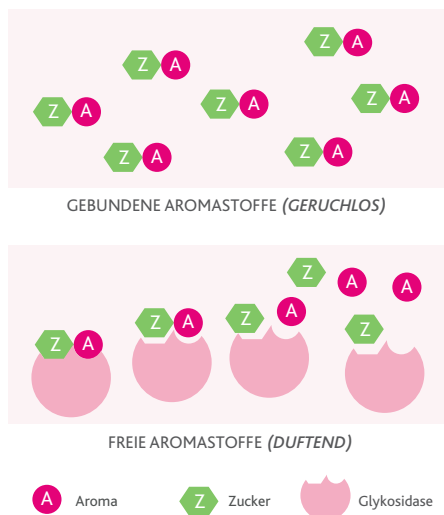 Z A
Z A
Z A
Z A
Z A
Z A
Z A
GEBUNDENE AROMASTOFFE (GERUCHLOS)
Z A A
Z A
Z A
Z A
Z
FREIE AROMASTOFFE (DUFTEND)
A Aroma Z Zucker Glykosidase